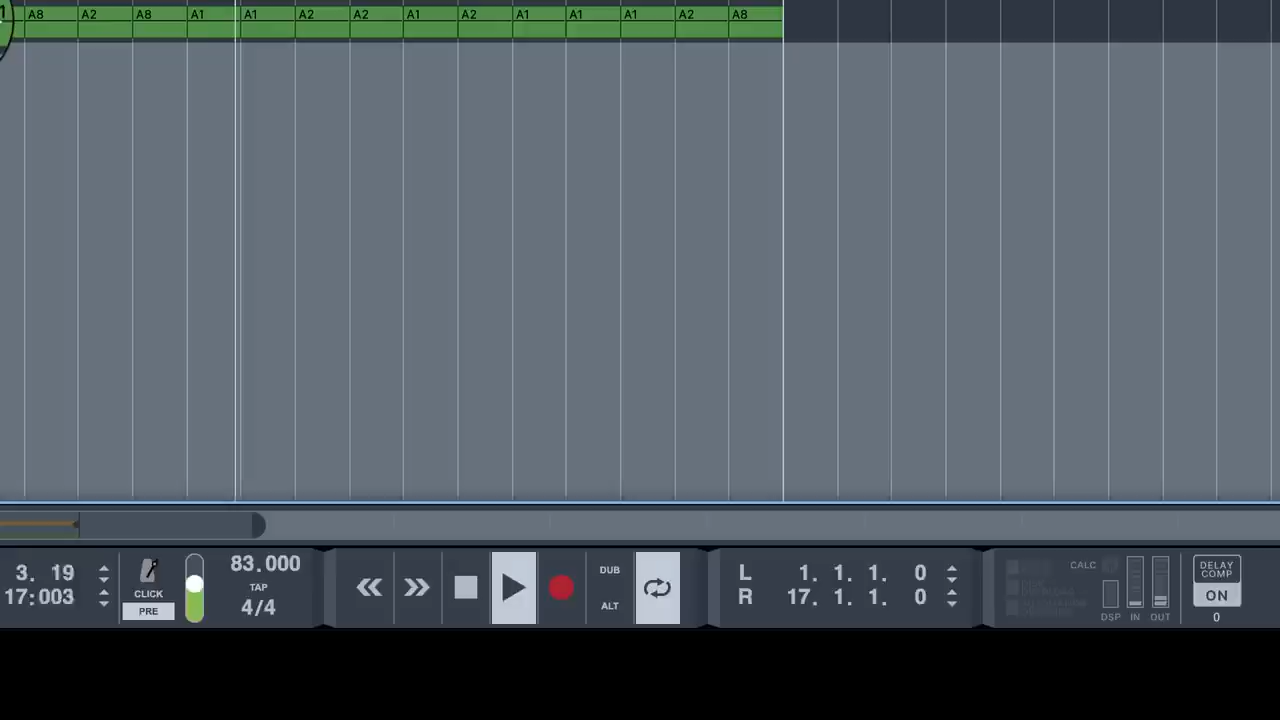 1 A8 A2 A8 A1 A1 A2 A2 A1 A2 A1 A1 A1 A2 A8
3. 19
17:003
CLICK
PRE
83.000
TAP
4/4
DUB
ALT
L 1. 1. 1. 0
R 17. 1. 1. 0
CALC
DSP IN OUT
DELAY
COMP
ON
0